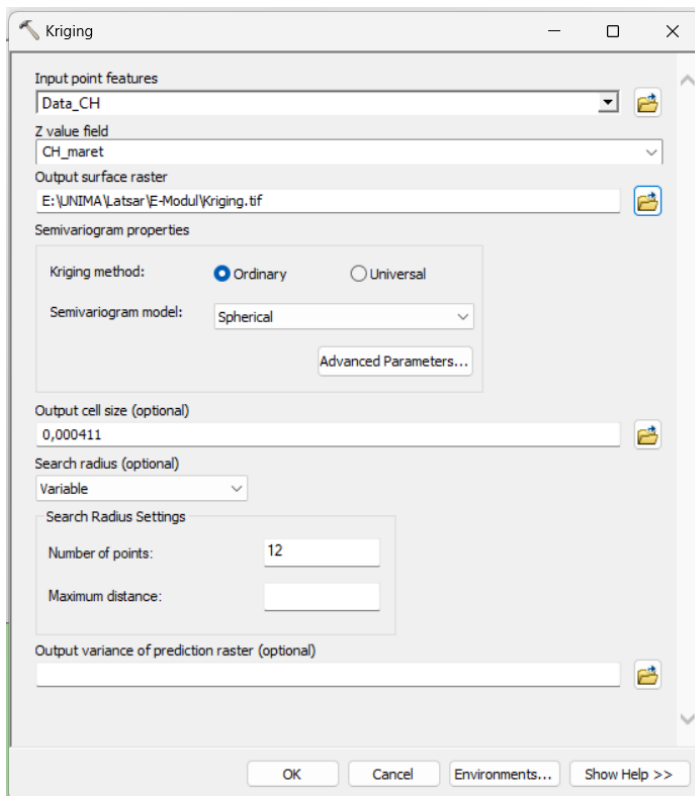 Kriging
Input point features
Data_CH
Z value field
CH_maret
Output surface raster
E:\UNIMA\Latsar\E-Modul\Kriging.tif
Semivariogram properties
Kriging method: Ordinary Universal
Semivariogram model: Spherical
Advanced Parameters...
Output cell size (optional)
0,000411
Search radius (optional)
Variable
Search Radius Settings
Number of points: 12
Maximum distance:
Output variance of prediction raster (optional)
OK Cancel Environments... Show Help >>